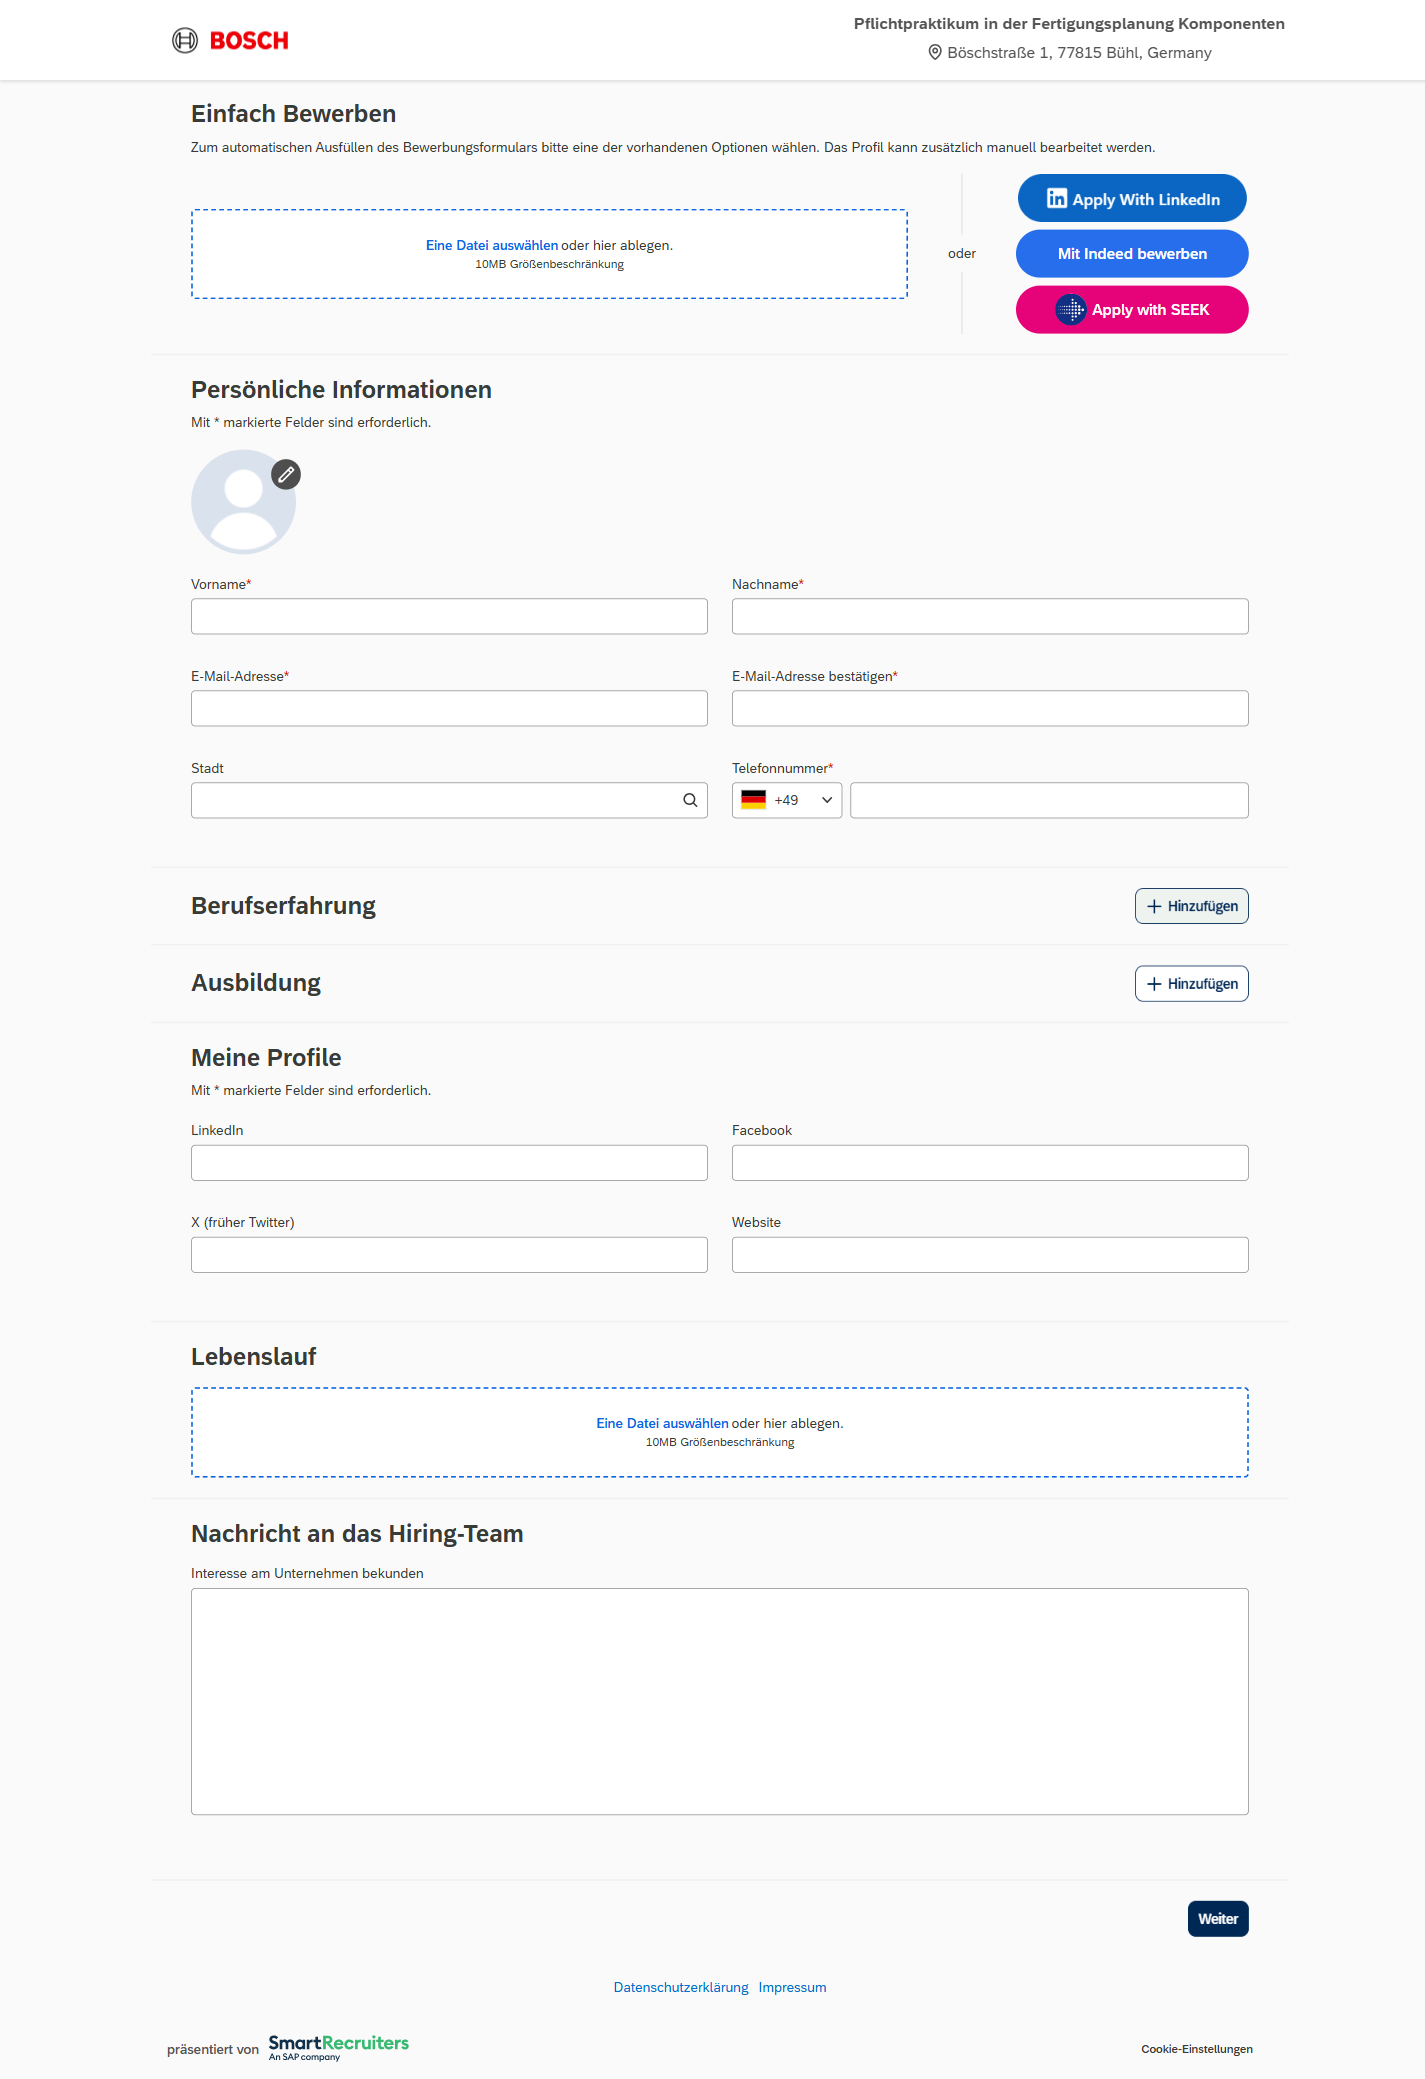 BOSCH
Pflichtpraktikum in der Fertigungsplanung Komponenten
Böschstraße 1, 77815 Bühl, Germany
Einfach Bewerben
Zum automatischen Ausfüllen des Bewerbungsformulars bitte eine der vorhandenen Optionen wählen. Das Profil kann zusätzlich manuell bearbeitet werden.
Eine Datei auswählen oder hier ablegen.
10MB Größenbeschränkung
oder
in Apply With LinkedIn
Mit Indeed bewerben
Apply with SEEK
Persönliche Informationen
Mit * markierte Felder sind erforderlich.
Vorname*
Nachname*
E-Mail-Adresse*
E-Mail-Adresse bestätigen*
Stadt
Telefonnummer*
+49
Berufserfahrung
+ Hinzufügen
Ausbildung
+ Hinzufügen
Meine Profile
Mit * markierte Felder sind erforderlich.
LinkedIn
Facebook
X (früher Twitter)
Website
Lebenslauf
Eine Datei auswählen oder hier ablegen.
10MB Größenbeschränkung
Nachricht an das Hiring-Team
Interesse am Unternehmen bekunden
Weiter
Datenschutzerklärung Impressum
präsentiert von SmartRecruiters
An SAP company
Cookie-Einstellungen